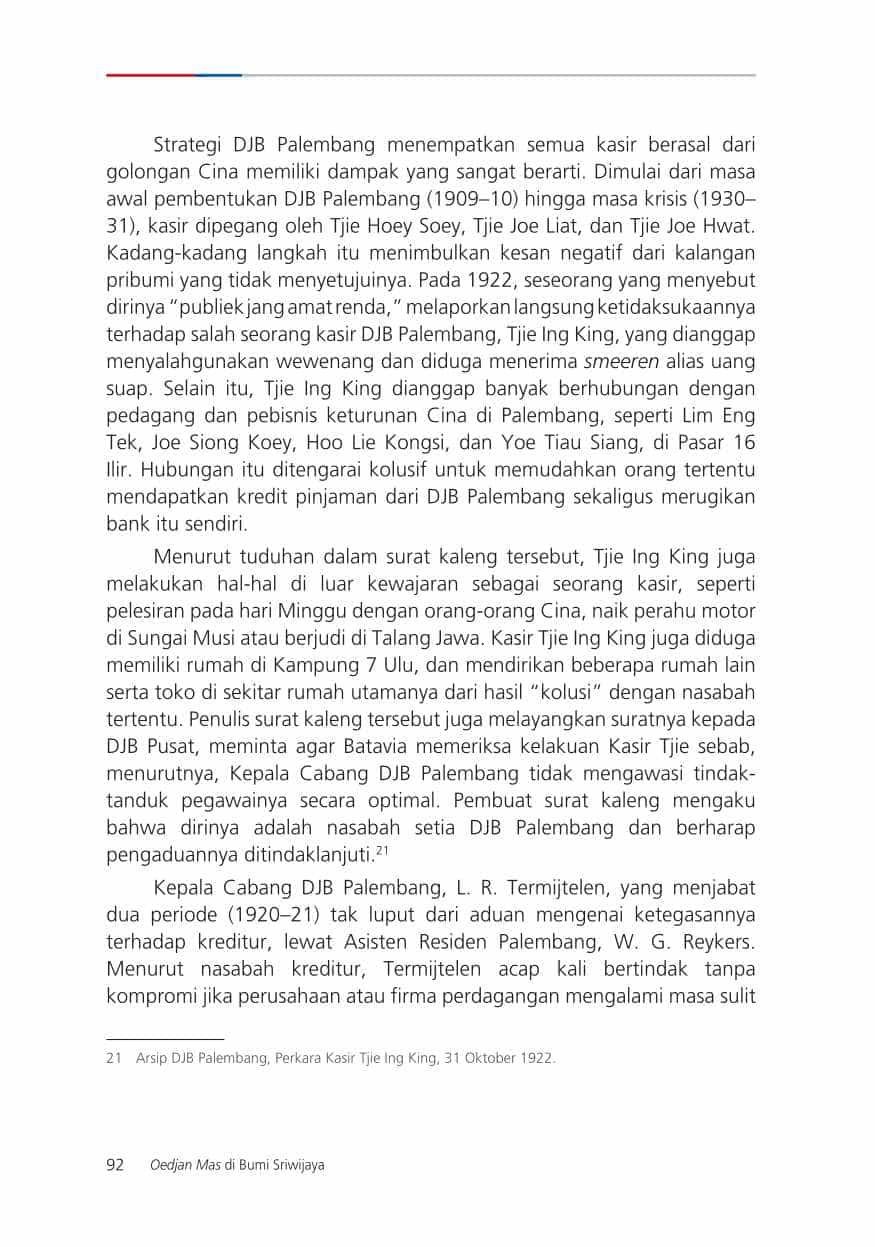 Strategi DJB Palembang menempatkan semua kasir berasal dari
golongan Cina memiliki dampak yang sangat berarti. Dimulai dari masa
awal pembentukan DJB Palembang (1909–10) hingga masa krisis (1930–
31), kasir dipegang oleh Tjie Hoey Soey, Tjie Joe Liat, dan Tjie Joe Hwat.
Kadang-kadang langkah itu menimbulkan kesan negatif dari kalangan
pribumi yang tidak menyetujuinya. Pada 1922, seseorang yang menyebut
dirinya “publiek jang amat renda,” melaporkan langsung ketidaksukaannya
terhadap salah seorang kasir DJB Palembang, Tjie Ing King, yang dianggap
menyalahgunakan wewenang dan diduga menerima smeeren alias uang
suap. Selain itu, Tjie Ing King dianggap banyak berhubungan dengan
pedagang dan pebisnis keturunan Cina di Palembang, seperti Lim Eng
Tek, Joe Siong Koey, Hoo Lie Kongsi, dan Yoe Tiau Siang, di Pasar 16
Ilir. Hubungan itu ditengarai kolusif untuk memudahkan orang tertentu
mendapatkan kredit pinjaman dari DJB Palembang sekaligus merugikan
bank itu sendiri.
Menurut tuduhan dalam surat kaleng tersebut, Tjie Ing King juga
melakukan hal-hal di luar kewajaran sebagai seorang kasir, seperti
pelesiran pada hari Minggu dengan orang-orang Cina, naik perahu motor
di Sungai Musi atau berjudi di Talang Jawa. Kasir Tjie Ing King juga diduga
memiliki rumah di Kampung 7 Ulu, dan mendirikan beberapa rumah lain
serta toko di sekitar rumah utamanya dari hasil “kolusi” dengan nasabah
tertentu. Penulis surat kaleng tersebut juga melayangkan suratnya kepada
DJB Pusat, meminta agar Batavia memeriksa kelakuan Kasir Tjie sebab,
menurutnya, Kepala Cabang DJB Palembang tidak mengawasi tindak-
tanduk pegawainya secara optimal. Pembuat surat kaleng mengaku
bahwa dirinya adalah nasabah setia DJB Palembang dan berharap
pengaduannya ditindaklanjuti.21
Kepala Cabang DJB Palembang, L. R. Termijtelen, yang menjabat
dua periode (1920–21) tak luput dari aduan mengenai ketegasannya
terhadap kreditur, lewat Asisten Residen Palembang, W. G. Reykers.
Menurut nasabah kreditur, Termijtelen acap kali bertindak tanpa
kompromi jika perusahaan atau firma perdagangan mengalami masa sulit
21 Arsip DJB Palembang, Perkara Kasir Tjie Ing King, 31 Oktober 1922.
92 Oedjan Mas di Bumi Sriwijaya